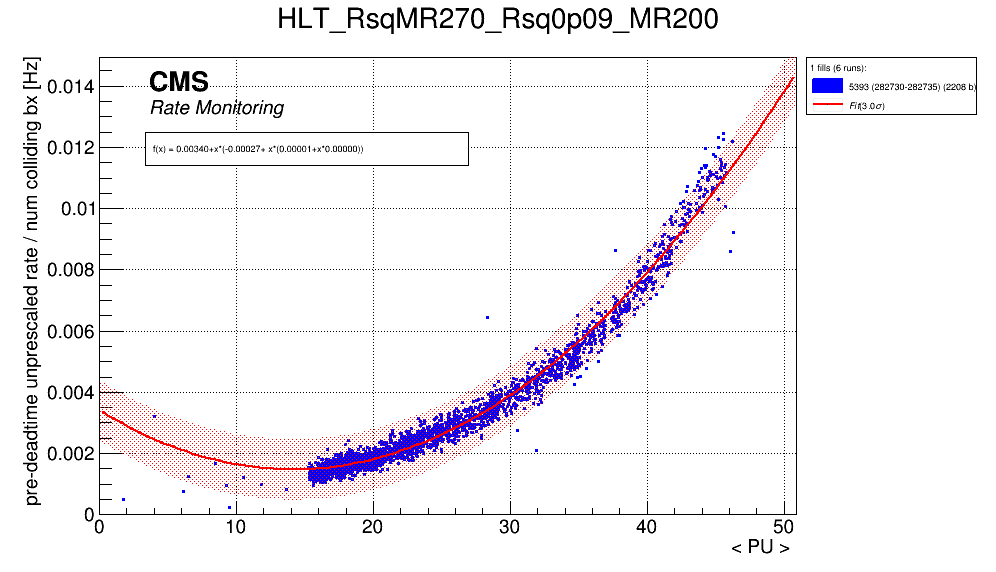 HLT_RsqMR270_Rsq0p09_MR200
pre-deadtime unprescaled rate / num colliding bx [Hz]
CMS
Rate Monitoring
f(x) = 0.00340+x*(-0.00027+ x*(0.00001+x*0.00000))
0.014
0.012
0.01
0.008
0.006
0.004
0.002
0
0 10 20 30 40 50
< PU >
1 fills (6 runs):
5393 (282730-282735) (2208 b)
Fit(3.0σ)